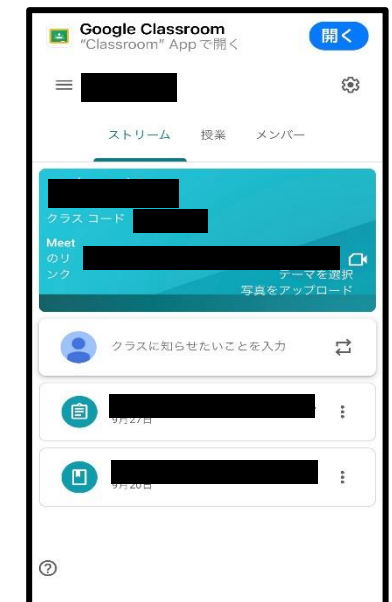 Google Classroom
“Classroom” Appで開く
開く
ストリーム 授業 メンバー
クラス コード
Meet
のリ
ンク
テーマを選択
写真をアップロード
クラスに知らせたいことを入力
9月27日
9月20日